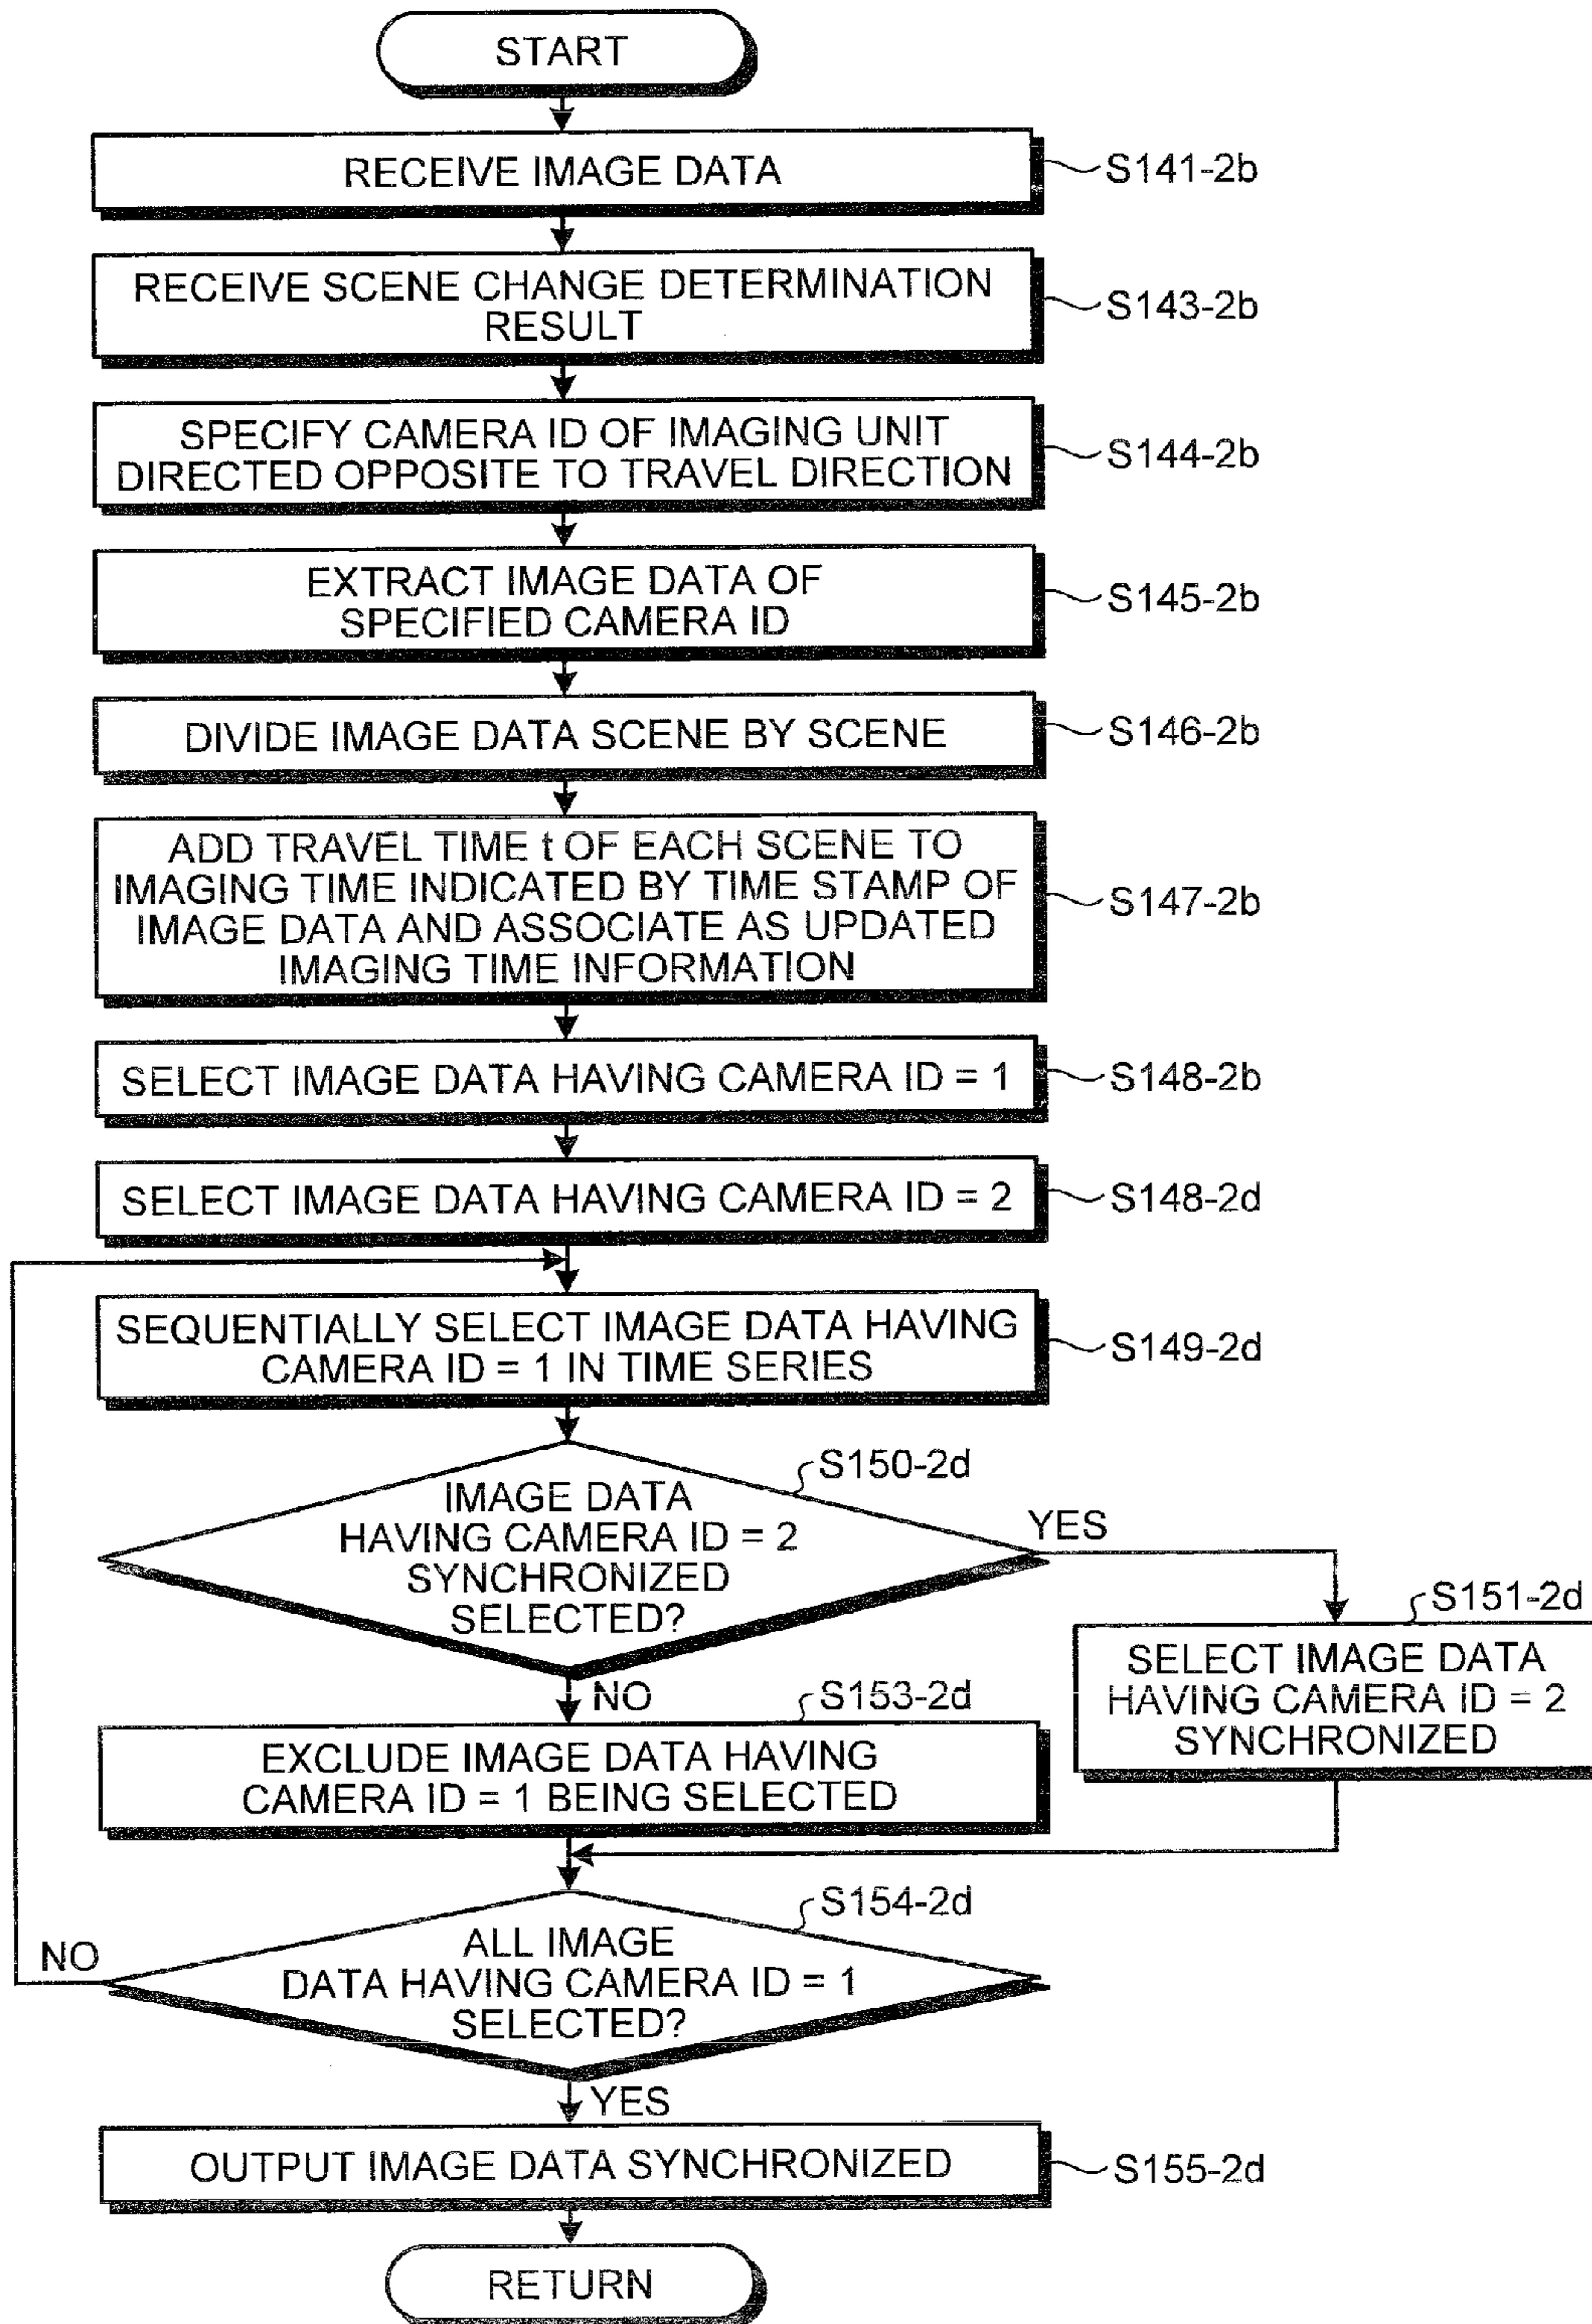 START
RECEIVE IMAGE DATA
S141-2b
RECEIVE SCENE CHANGE DETERMINATION
RESULT
S143-2b
SPECIFY CAMERA ID OF IMAGING UNIT
DIRECTED OPPOSITE TO TRAVEL DIRECTION
S144-2b
EXTRACT IMAGE DATA OF
SPECIFIED CAMERA ID
S145-2b
DIVIDE IMAGE DATA SCENE BY SCENE
S146-2b
ADD TRAVEL TIME t OF EACH SCENE TO
IMAGING TIME INDICATED BY TIME STAMP OF
IMAGE DATA AND ASSOCIATE AS UPDATED
IMAGING TIME INFORMATION
S147-2b
SELECT IMAGE DATA HAVING CAMERA ID = 1
S148-2b
SELECT IMAGE DATA HAVING CAMERA ID = 2
S148-2d
SEQUENTIALLY SELECT IMAGE DATA HAVING
CAMERA ID = 1 IN TIME SERIES
S149-2d
S150-2d
IMAGE DATA
HAVING CAMERA ID = 2
SYNCHRONIZED
SELECTED?
YES
S151-2d
SELECT IMAGE DATA
HAVING CAMERA ID = 2
SYNCHRONIZED
NO
S153-2d
EXCLUDE IMAGE DATA HAVING
CAMERA ID = 1 BEING SELECTED
S154-2d
ALL IMAGE
DATA HAVING CAMERA ID = 1
SELECTED?
NO
YES
OUTPUT IMAGE DATA SYNCHRONIZED
S155-2d
RETURN